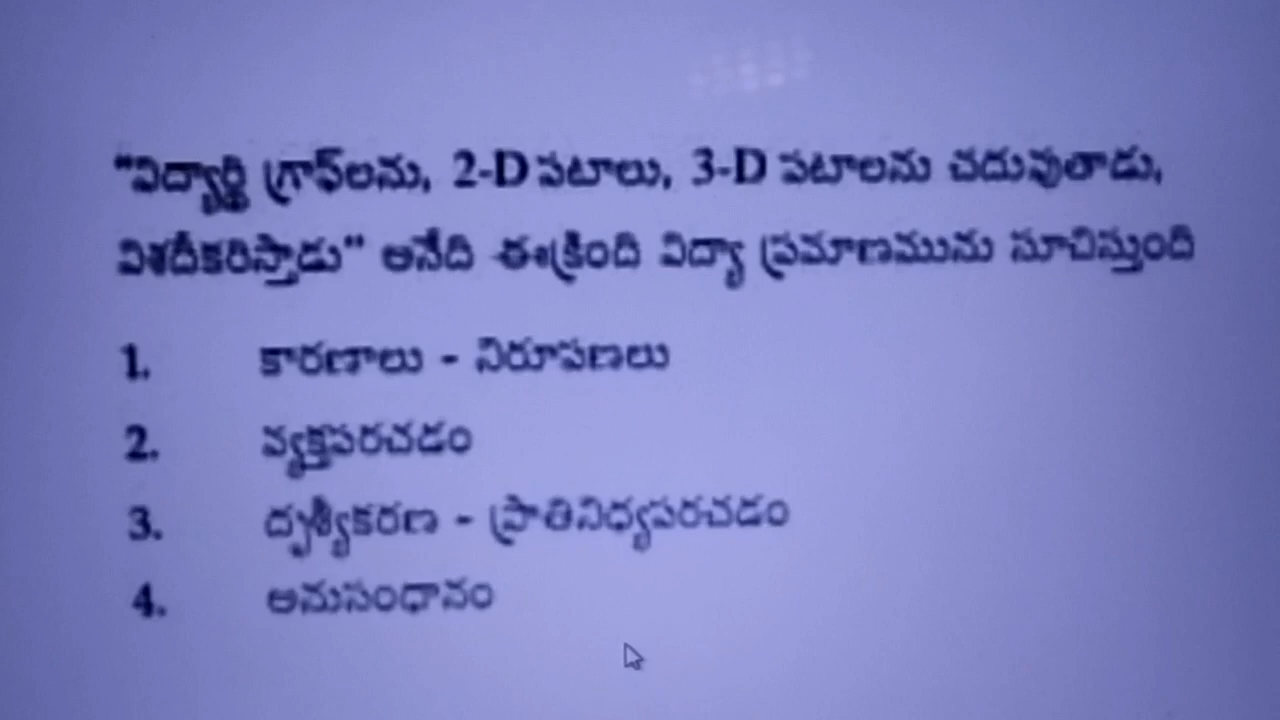 "విద్యార్థి గ్రాఫ్‌లను, 2-D పటాలు, 3-D పటాలను చదువుతాడు,
విశదీకరిస్తాడు" అనేది ఈక్రింది విద్యా ప్రమాణమును సూచిస్తుంది
1. కారణాలు - నిరూపణలు
2. వ్యక్తపరచడం
3. దృశ్యీకరణ - ప్రాతినిధ్యపరచడం
4. అనుసంధానం